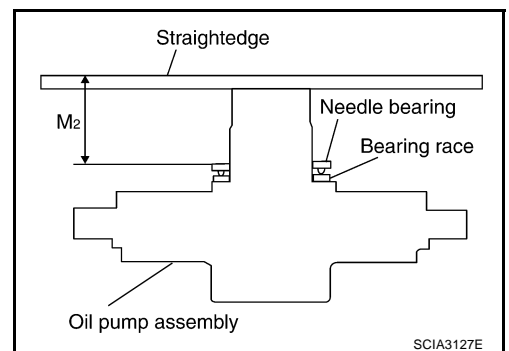 Straightedge
M2
Needle bearing
Bearing race
Oil pump assembly
SCIA3127E